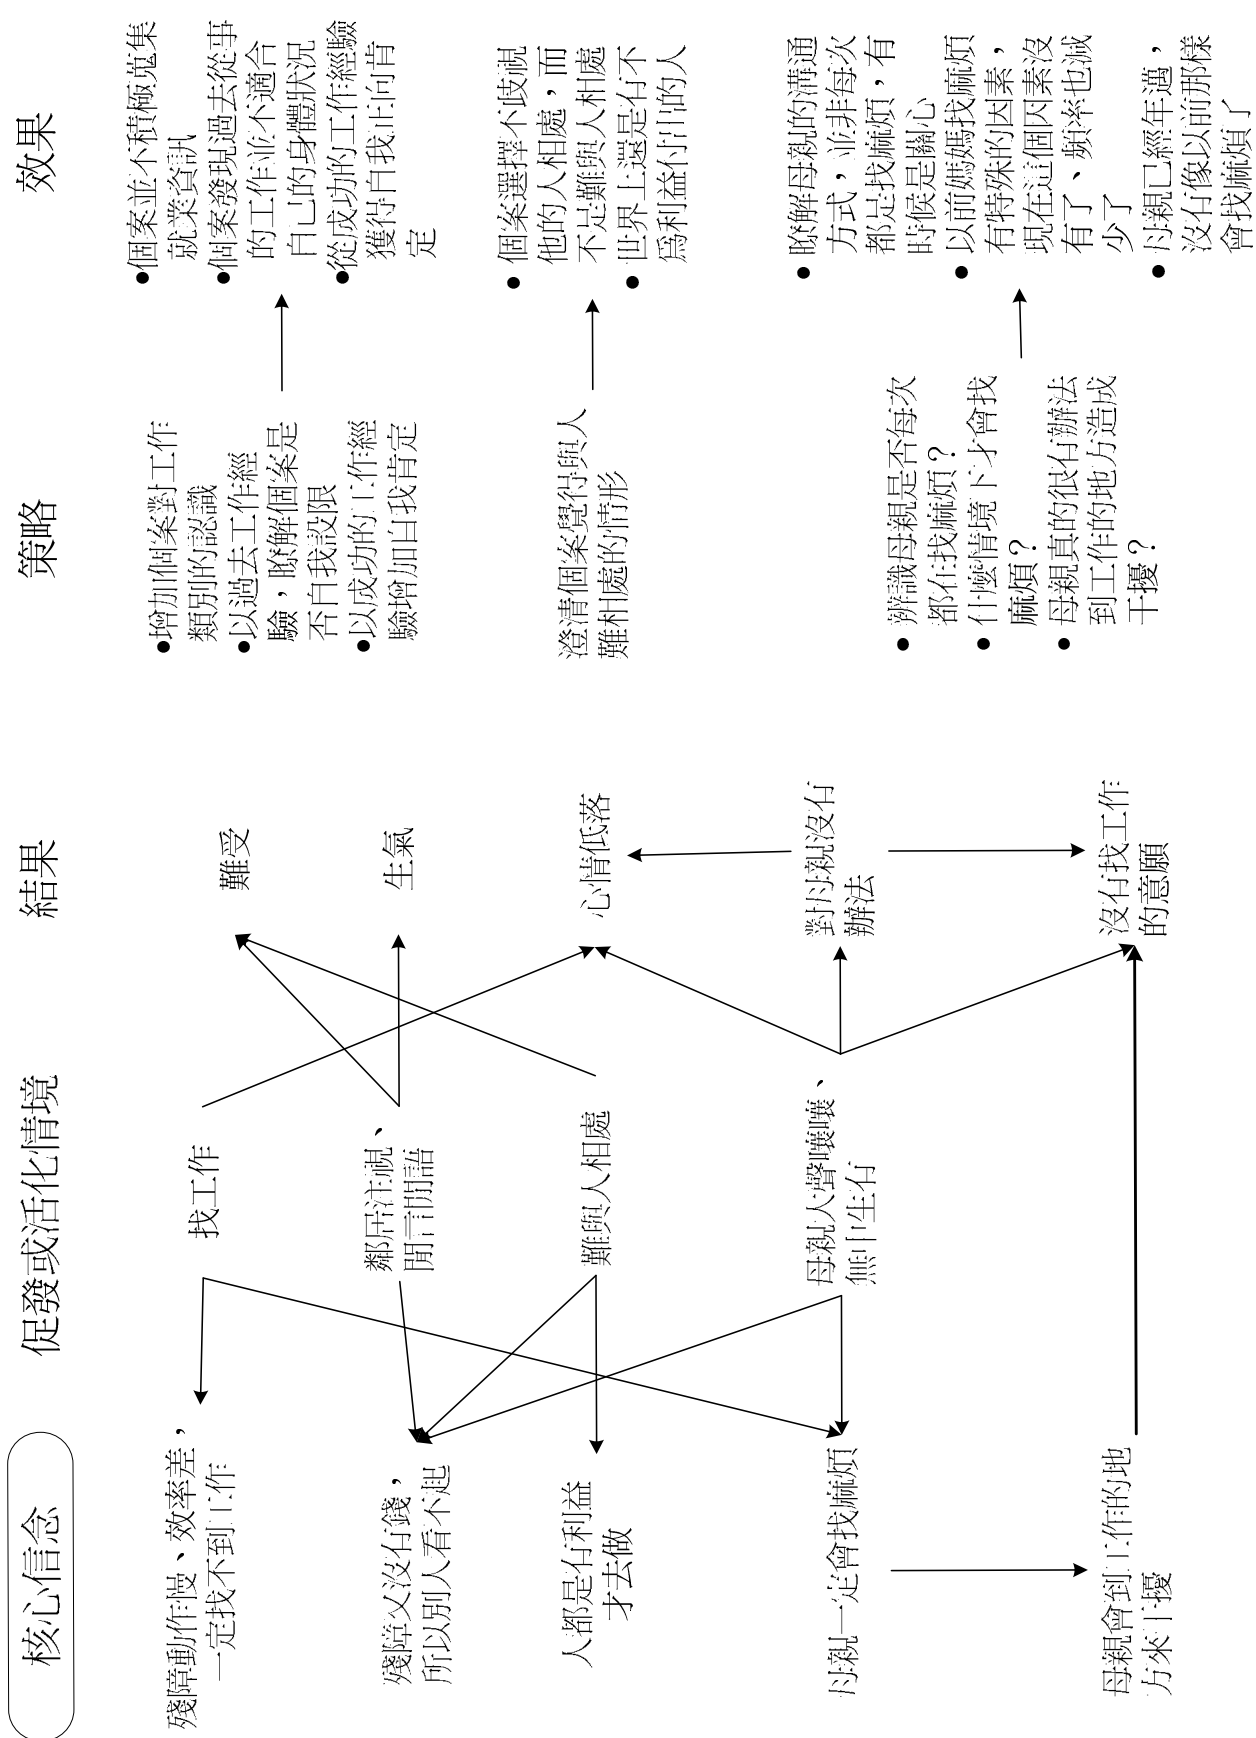 核心信念
促發或活化情境
結果
策略
效果
殘障動作慢、效率差，
一定找不到工作
找工作
難受
•增加個案對工作
類別的認識
•以過去工作經
驗，瞭解個案是
否自我設限
•以成功的工作經
驗增加自我肯定
•個案並不積極蒐集
就業資訊
•個案發現過去從事
的工作並不適合
自己的身體狀況
•從成功的工作經驗
獲得自我正向肯
定
殘障又沒有錢，
所以別人看不起
鄰居注視、
閒言閒語
生氣
人都是有利益
才去做
難與人相處
心情低落
澄清個案覺得與人
難相處的情形
• 個案選擇不歧視
他的人相處，而
不是難與人相處
• 世界上還是有不
為利益付出的人
母親一定會找麻煩
母親大聲嚷嚷、
無中生有
對母親沒有
辦法
• 辨識母親是否每次
都在找麻煩？
• 什麼情境下才會找
麻煩？
• 母親真的很有辦法
到工作的地方造成
干擾？
• 瞭解母親的溝通
方式，並非每次
都是找麻煩，有
時候是關心
• 以前媽媽找麻煩
有特殊的因素，
現在這個因素沒
有了、頻率也減
少了
• 母親已經年邁，
沒有像以前那樣
會找麻煩了
母親會到工作的地
方來干擾
沒有找工作
的意願